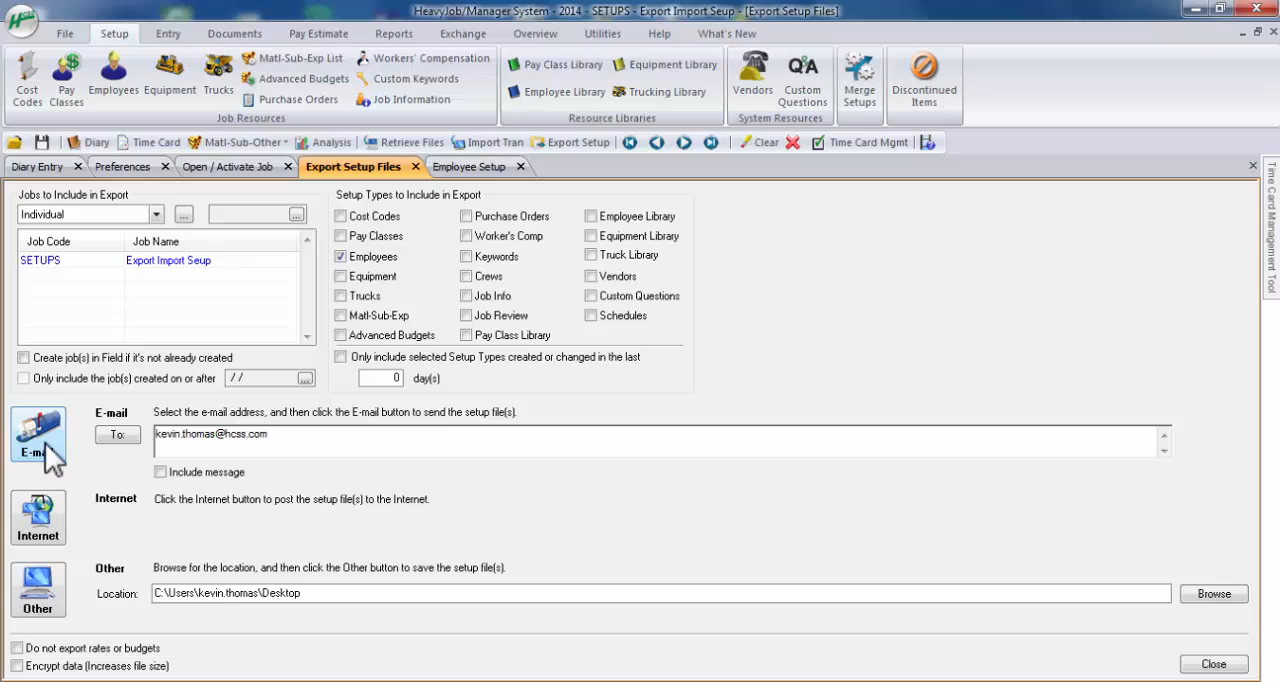 HeavyJob/Manager System - 2014 - SETUPS - Export Import Seup - [Export Setup Files]
HCSS
File Setup Entry Documents Pay Estimate Reports Exchange Overview Utilities Help What's New
Cost Codes
Pay Classes
Employees
Equipment
Trucks
Matl-Sub-Exp List
Advanced Budgets
Purchase Orders
Workers' Compensation
Custom Keywords
Job Information
Job Resources
Pay Class Library
Employee Library
Equipment Library
Trucking Library
Resource Libraries
Vendors
Custom Questions
System Resources
Merge Setups
Discontinued Items
Diary Time Card Matl-Sub-Other Analysis Retrieve Files Import Tran Export Setup Clear Time Card Mgmt
Diary Entry Preferences Open / Activate Job Export Setup Files Employee Setup
Time Card Management Tool
Jobs to Include in Export
Individual
Job Code Job Name
SETUPS Export Import Seup
Create job(s) in Field if it's not already created
Only include the job(s) created on or after / /
Setup Types to Include in Export
Cost Codes Purchase Orders Employee Library
Pay Classes Worker's Comp Equipment Library
Employees Keywords Truck Library
Equipment Crews Vendors
Trucks Job Info Custom Questions
Matl-Sub-Exp Job Review Schedules
Advanced Budgets Pay Class Library
Only include selected Setup Types created or changed in the last
0 day(s)
E-mail Select the e-mail address, and then click the E-mail button to send the setup file(s).
To: kevin.thomas@hcss.com
Include message
Internet
Internet Click the Internet button to post the setup file(s) to the Internet.
Other
Other Browse for the location, and then click the Other button to save the setup file(s).
Location: C:\Users\kevin.thomas\Desktop Browse
Do not export rates or budgets
Encrypt data (Increases file size)
Close